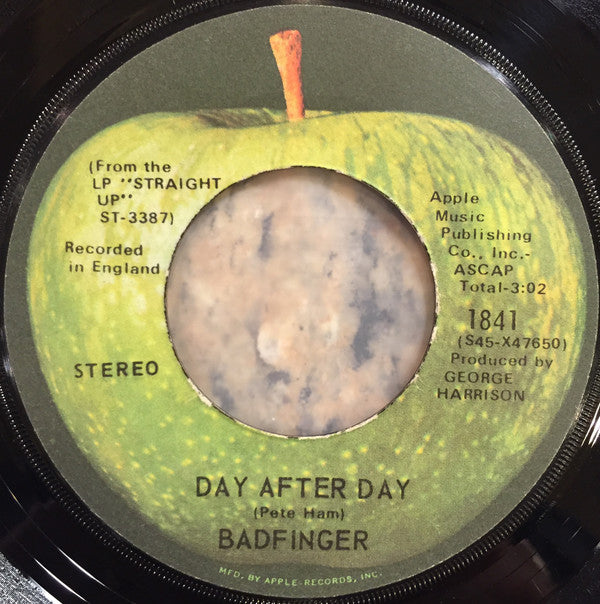 (From the
LP "STRAIGHT
UP"
ST-3387)
Recorded
in England
STEREO
Apple
Music
Publishing
Co., Inc.-
ASCAP
Total-3:02
1841
(S45-X47650)
Produced by
GEORGE
HARRISON
DAY AFTER DAY
(Pete Ham)
BADFINGER
MFD. BY APPLE-RECORDS, INC.